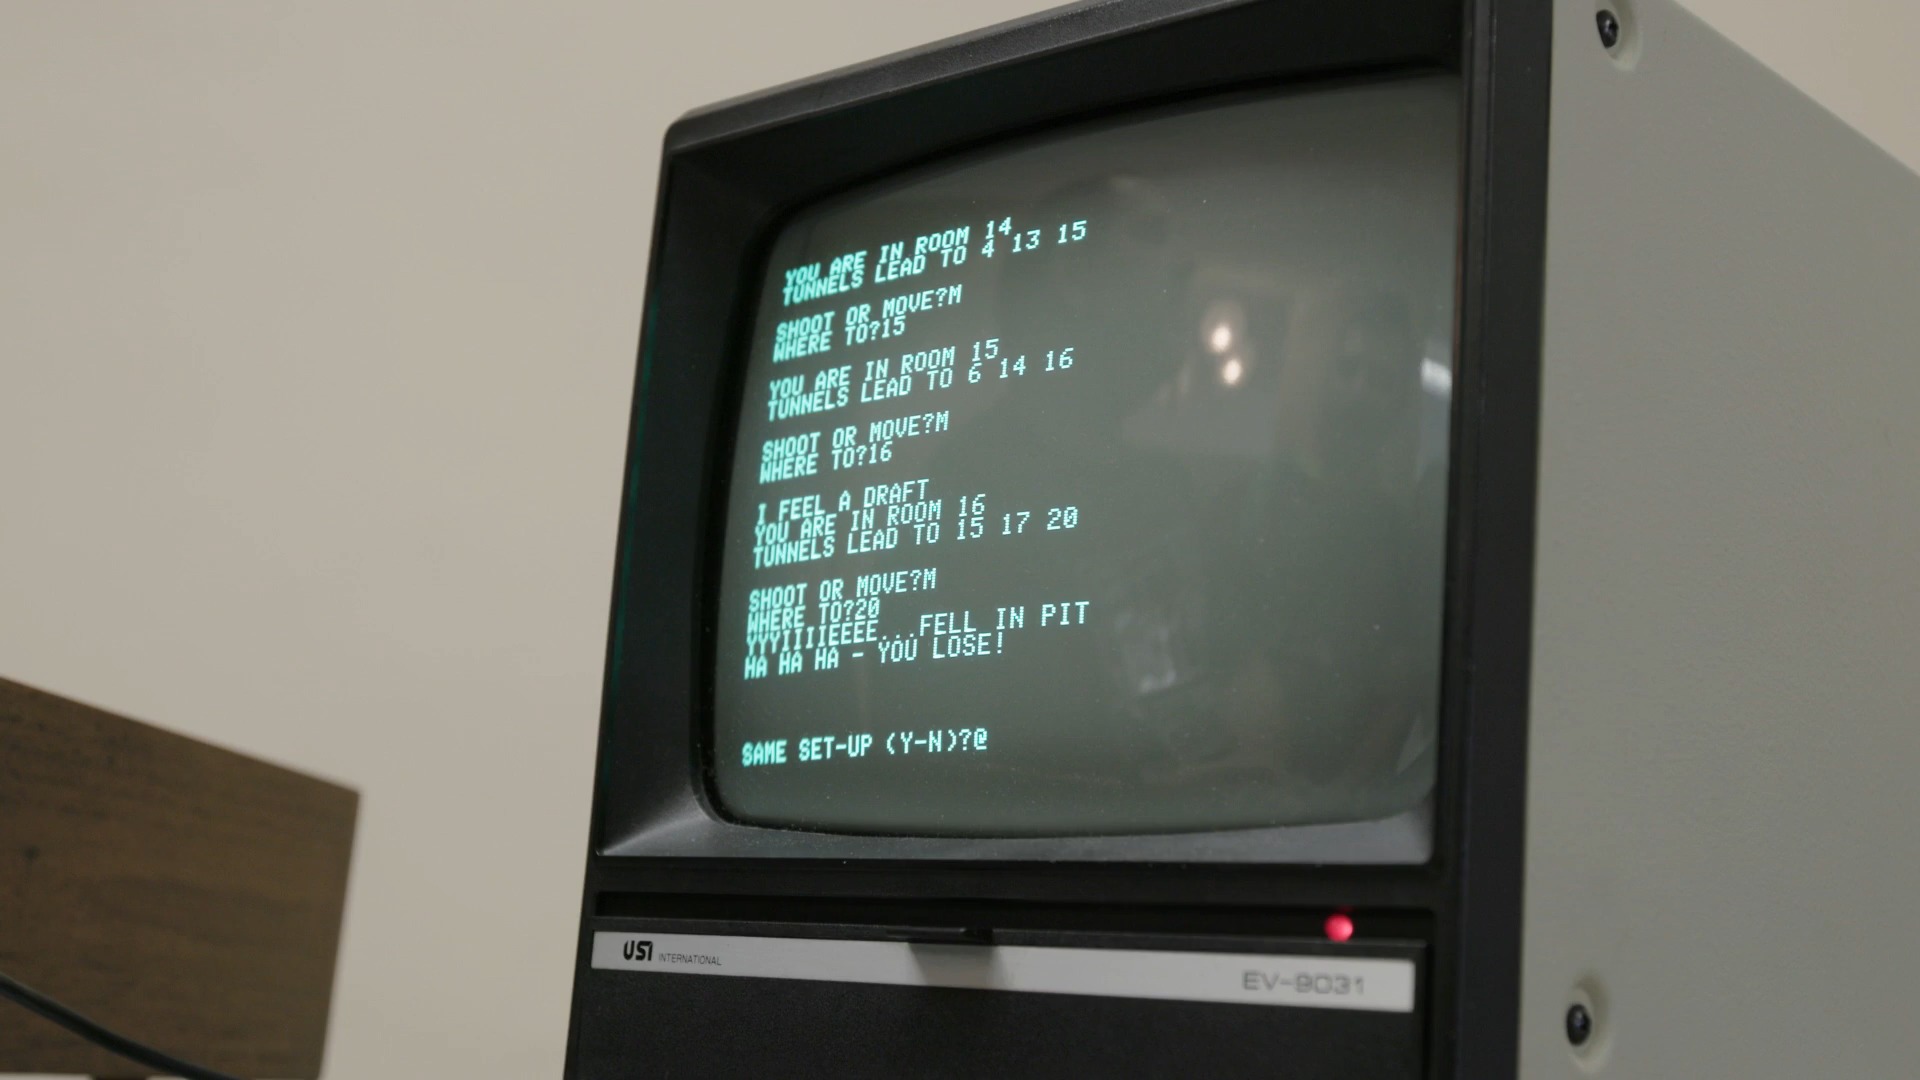 YOU ARE IN ROOM 14
TUNNELS LEAD TO 4 13 15
SHOOT OR MOVE?M
WHERE TO?15
YOU ARE IN ROOM 15
TUNNELS LEAD TO 6 14 16
SHOOT OR MOVE?M
WHERE TO?16
I FEEL A DRAFT
YOU ARE IN ROOM 16
TUNNELS LEAD TO 15 17 20
SHOOT OR MOVE?M
WHERE TO?20
YYYIIIIEEEE...FELL IN PIT
HA HA HA - YOU LOSE!
SAME SET-UP (Y-N)?@
USI INTERNATIONAL
EV-9031